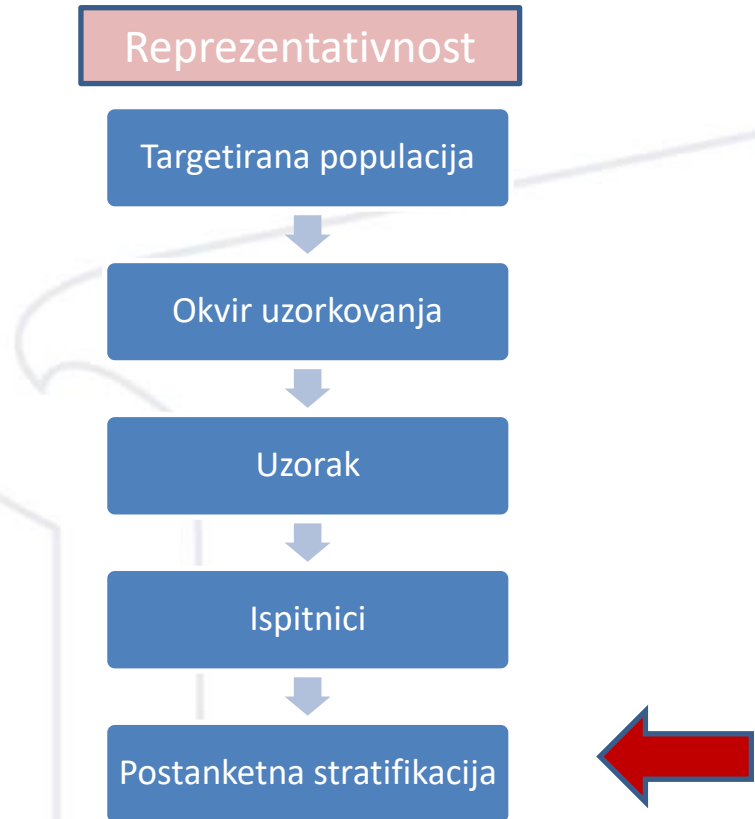 Reprezentativnost
Targetirana populacija
Okvir uzorkovanja
Uzorak
Ispitnici
Postanketna stratifikacija